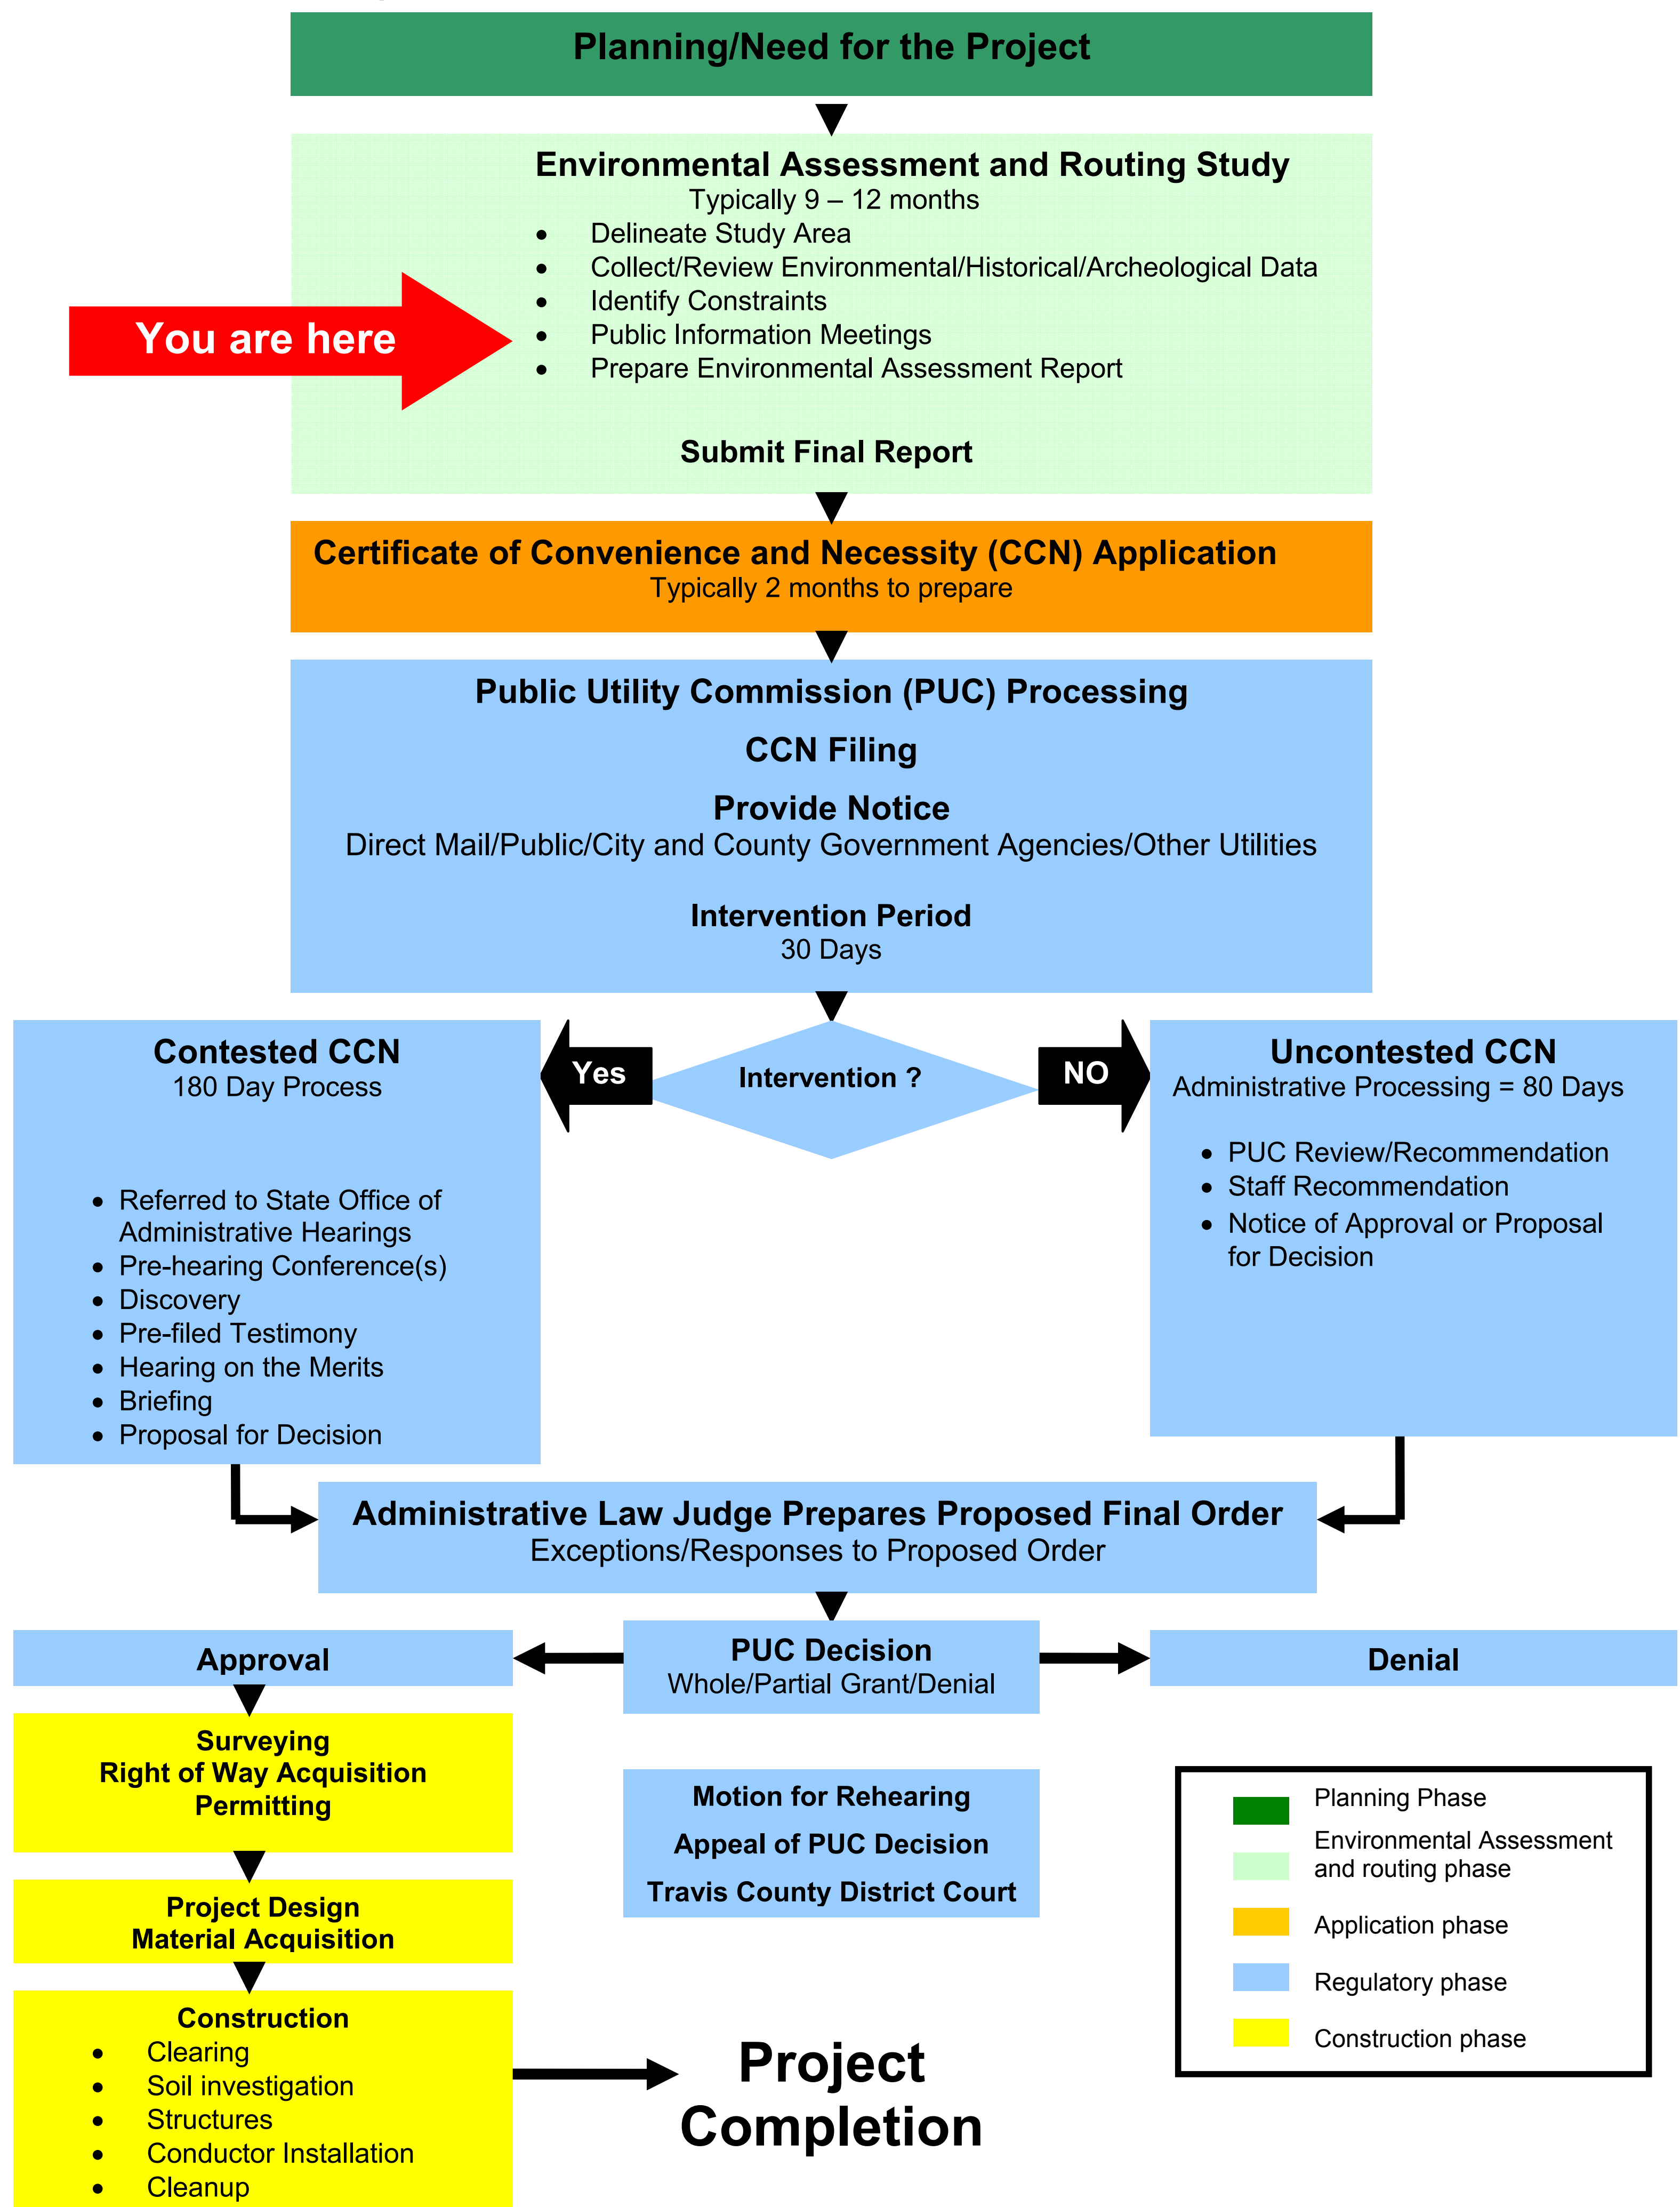 Planning/Need for the Project
Environmental Assessment and Routing Study
Typically 9 – 12 months
• Delineate Study Area
• Collect/Review Environmental/Historical/Archeological Data
• Identify Constraints
• Public Information Meetings
• Prepare Environmental Assessment Report
You are here
Submit Final Report
Certificate of Convenience and Necessity (CCN) Application
Typically 2 months to prepare
Public Utility Commission (PUC) Processing
CCN Filing
Provide Notice
Direct Mail/Public/City and County Government Agencies/Other Utilities
Intervention Period
30 Days
Intervention ?
Yes
NO
Contested CCN
180 Day Process
• Referred to State Office of
Administrative Hearings
• Pre-hearing Conference(s)
• Discovery
• Pre-filed Testimony
• Hearing on the Merits
• Briefing
• Proposal for Decision
Uncontested CCN
Administrative Processing = 80 Days
• PUC Review/Recommendation
• Staff Recommendation
• Notice of Approval or Proposal
for Decision
Administrative Law Judge Prepares Proposed Final Order
Exceptions/Responses to Proposed Order
PUC Decision
Whole/Partial Grant/Denial
Approval
Denial
Surveying
Right of Way Acquisition
Permitting
Project Design
Material Acquisition
Construction
• Clearing
• Soil investigation
• Structures
• Conductor Installation
• Cleanup
Motion for Rehearing
Appeal of PUC Decision
Travis County District Court
Project
Completion
Planning Phase
Environmental Assessment
and routing phase
Application phase
Regulatory phase
Construction phase